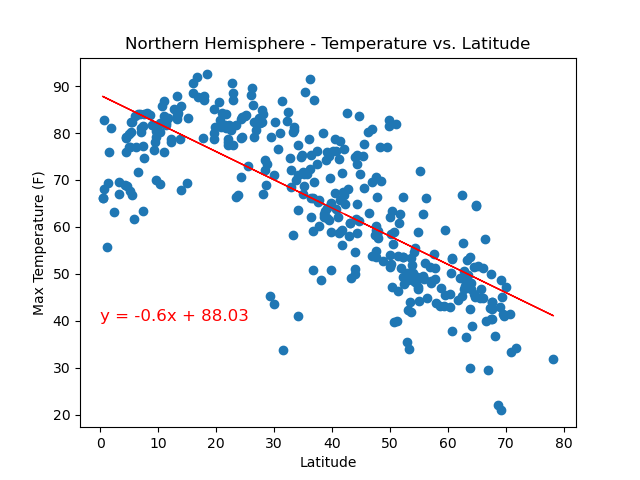 Northern Hemisphere - Temperature vs. Latitude
Max Temperature (F)
90
80
70
60
50
40
30
20
y = -0.6x + 88.03
0 10 20 30 40 50 60 70 80
Latitude